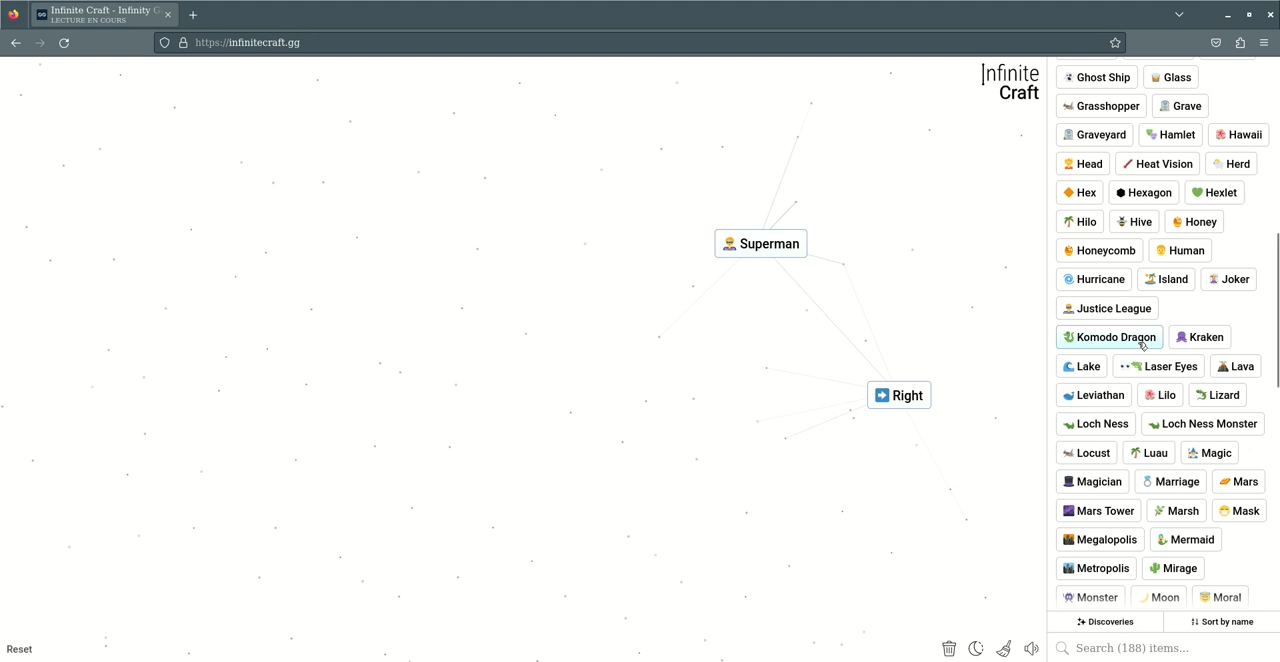 Infinite Craft - Infinity C
LECTURE EN COURS
https://infinitecraft.gg
Infinite
Craft
Superman
Right
Reset
Ghost Ship Glass
Grasshopper Grave
Graveyard Hamlet Hawaii
Head Heat Vision Herd
Hex Hexagon Hexlet
Hilo Hive Honey
Honeycomb Human
Hurricane Island Joker
Justice League
Komodo Dragon Kraken
Lake Laser Eyes Lava
Leviathan Lilo Lizard
Loch Ness Loch Ness Monster
Locust Luau Magic
Magician Marriage Mars
Mars Tower Marsh Mask
Megalopolis Mermaid
Metropolis Mirage
Monster Moon Moral
Discoveries Sort by name
Search (188) items...